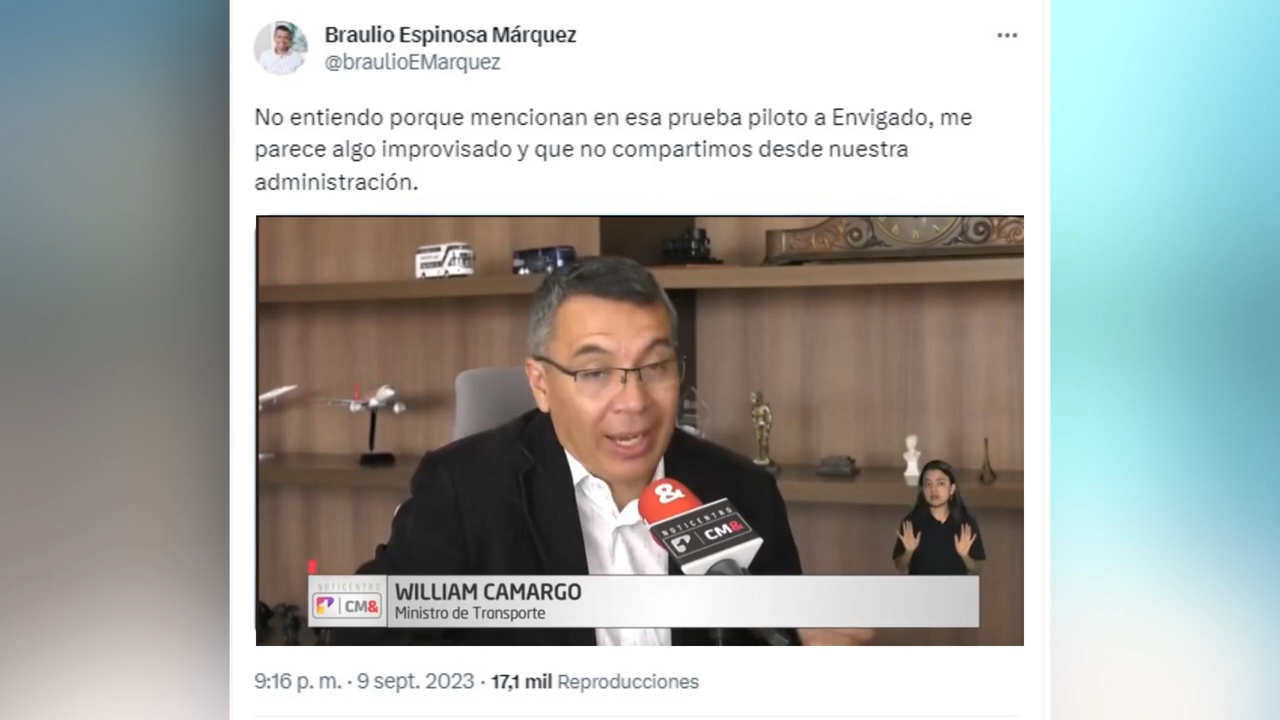 Braulio Espinosa Márquez
@braulioEMarquez
No entiendo porque mencionan en esa prueba piloto a Envigado, me
parece algo improvisado y que no compartimos desde nuestra
administración.
&
NOTICENTRO
CM&
WILLIAM CAMARGO
NOTICENTRO
CM&
Ministro de Transporte
9:16 p. m. · 9 sept. 2023 · 17,1 mil Reproducciones